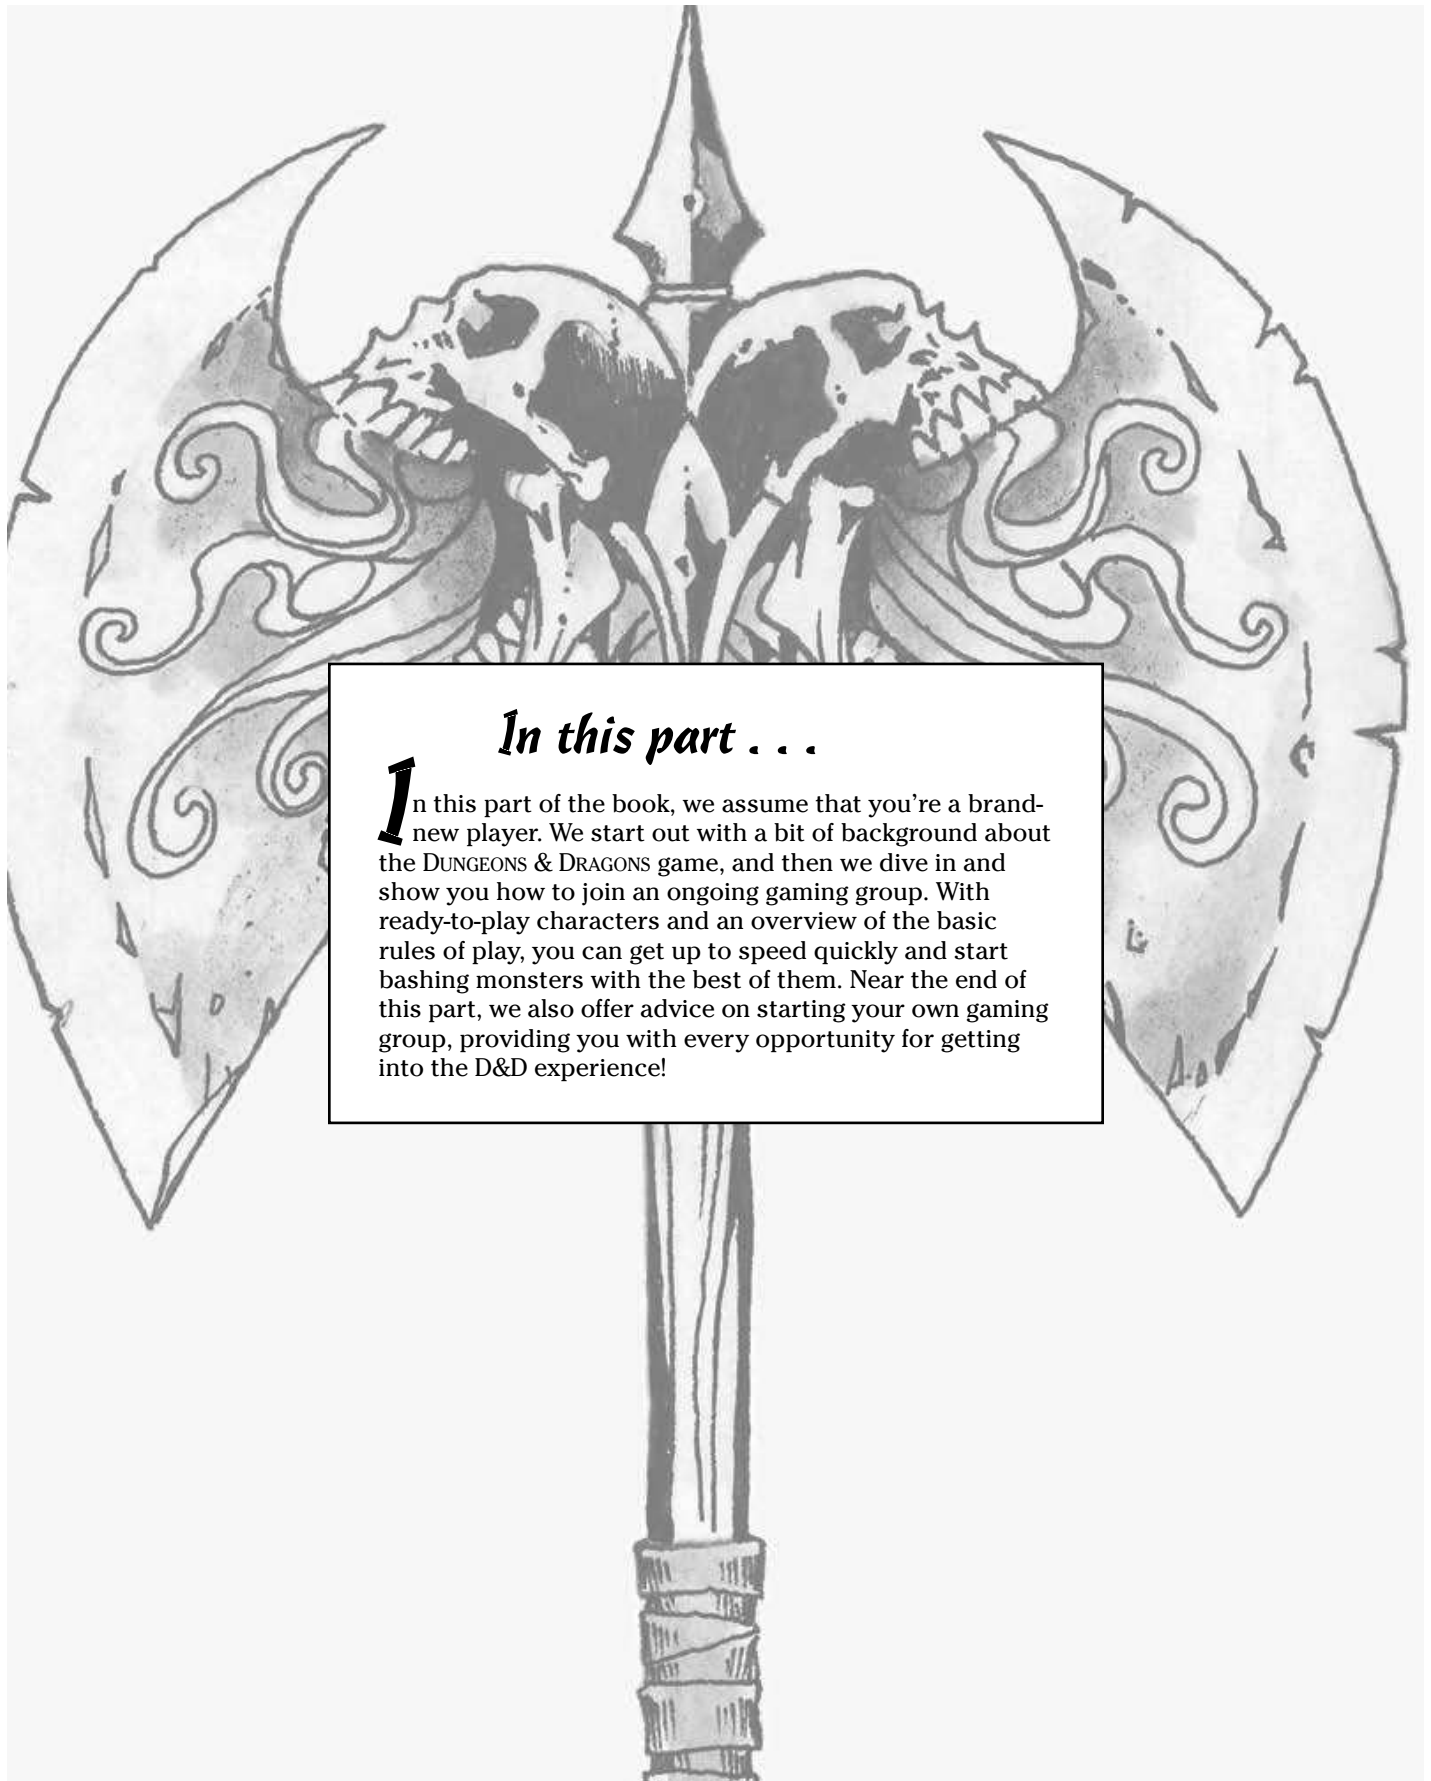 In this part . . .
In this part of the book, we assume that you're a brand-
new player. We start out with a bit of background about
the DUNGEONS & DRAGONS game, and then we dive in and
show you how to join an ongoing gaming group. With
ready-to-play characters and an overview of the basic
rules of play, you can get up to speed quickly and start
bashing monsters with the best of them. Near the end of
this part, we also offer advice on starting your own gaming
group, providing you with every opportunity for getting
into the D&D experience!